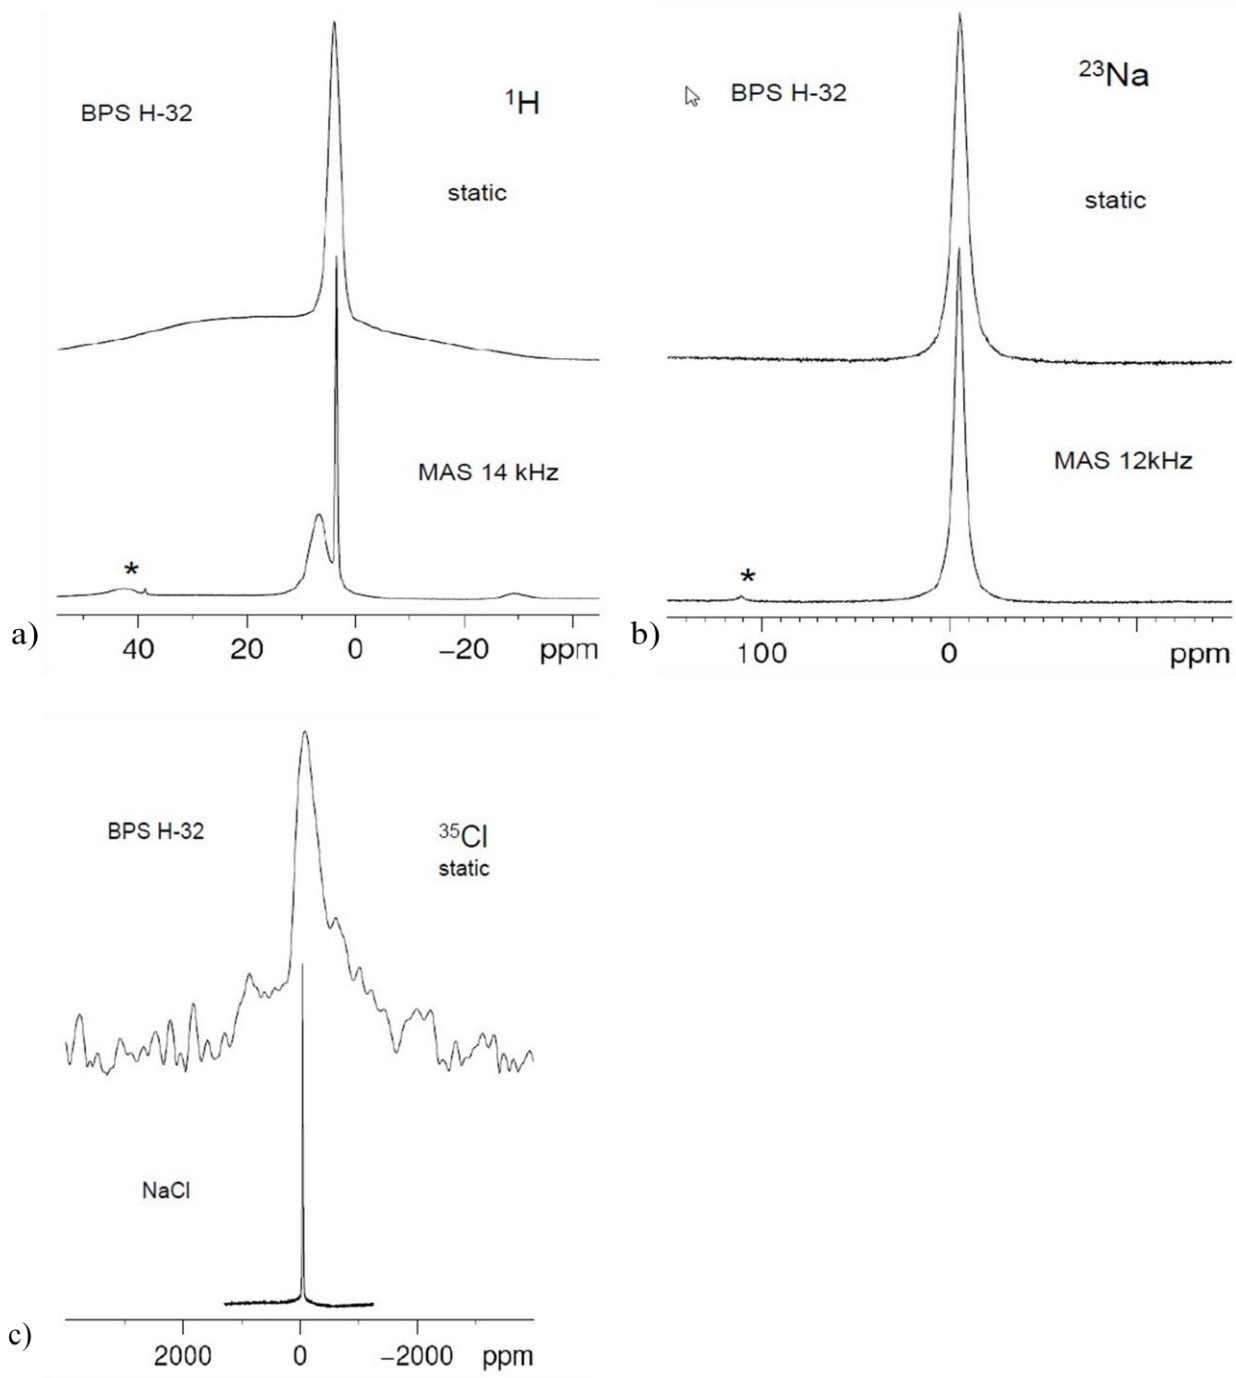 BPS H-32
¹H
static
MAS 14 kHz
*
40 20 0 −20 ppm
a)
BPS H-32
²³Na
static
MAS 12kHz
*
100 0 ppm
b)
BPS H-32
³⁵Cl
static
NaCl
2000 0 −2000 ppm
c)